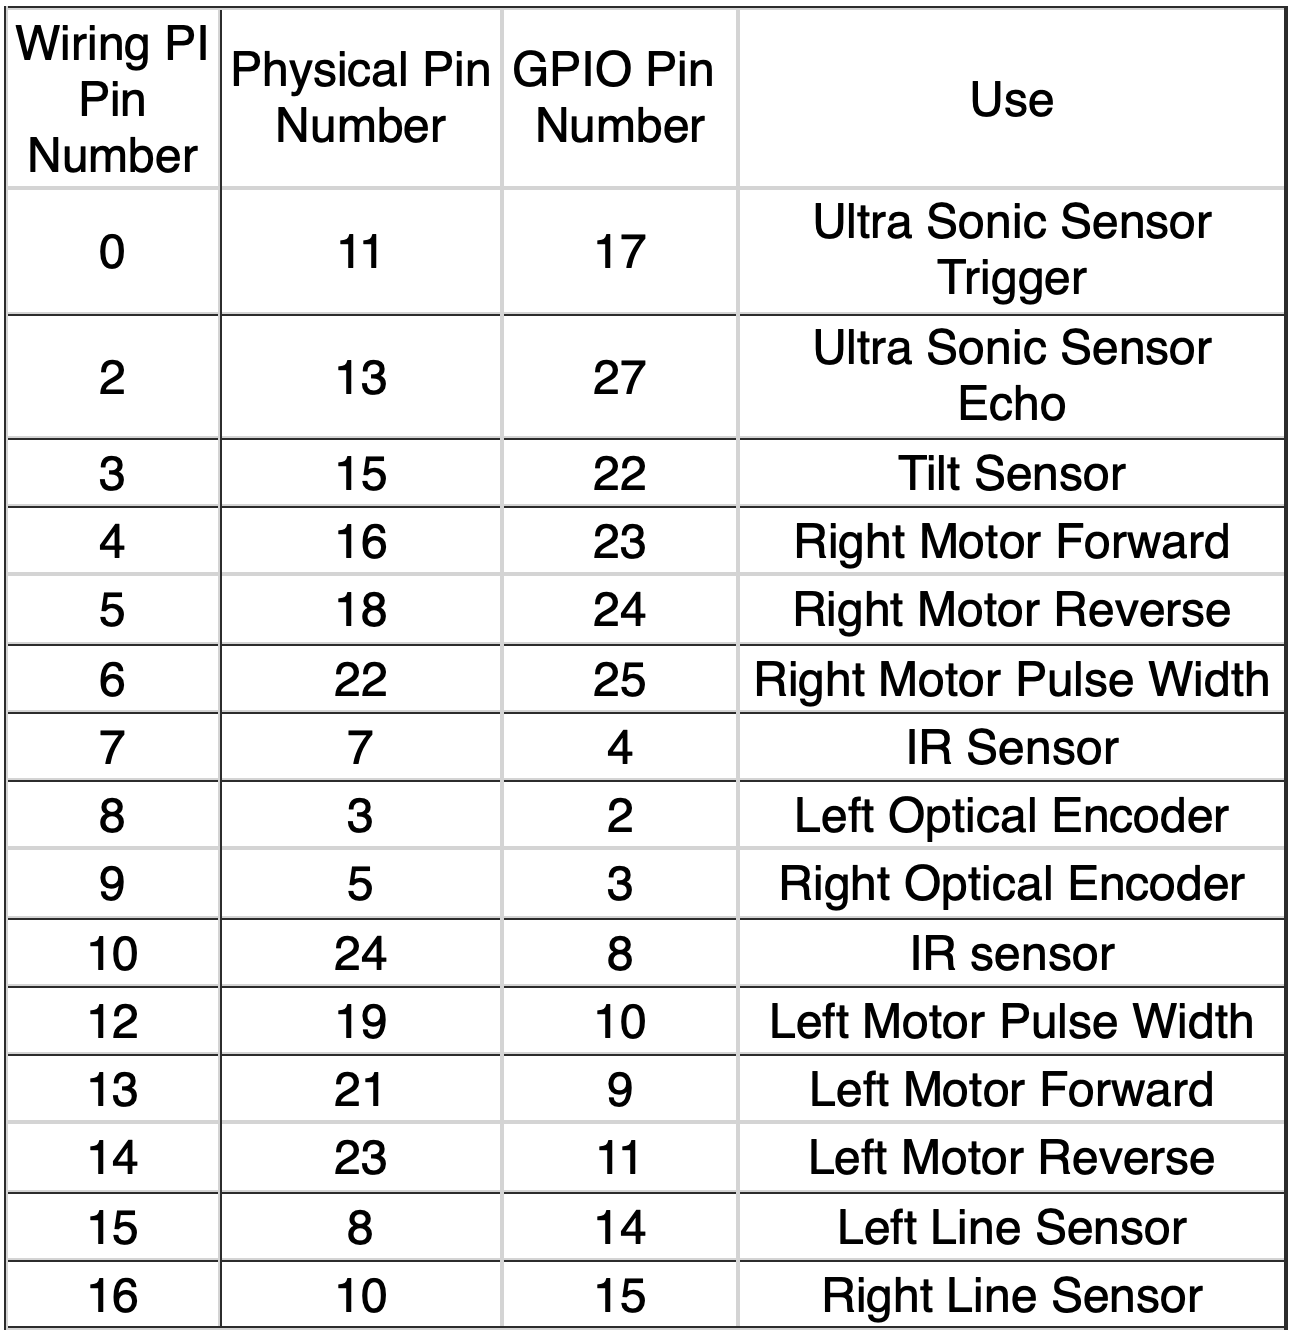 Wiring PI Pin Number Physical Pin Number GPIO Pin Number Use
0 11 17 Ultra Sonic Sensor Trigger
2 13 27 Ultra Sonic Sensor Echo
3 15 22 Tilt Sensor
4 16 23 Right Motor Forward
5 18 24 Right Motor Reverse
6 22 25 Right Motor Pulse Width
7 7 4 IR Sensor
8 3 2 Left Optical Encoder
9 5 3 Right Optical Encoder
10 24 8 IR sensor
12 19 10 Left Motor Pulse Width
13 21 9 Left Motor Forward
14 23 11 Left Motor Reverse
15 8 14 Left Line Sensor
16 10 15 Right Line Sensor